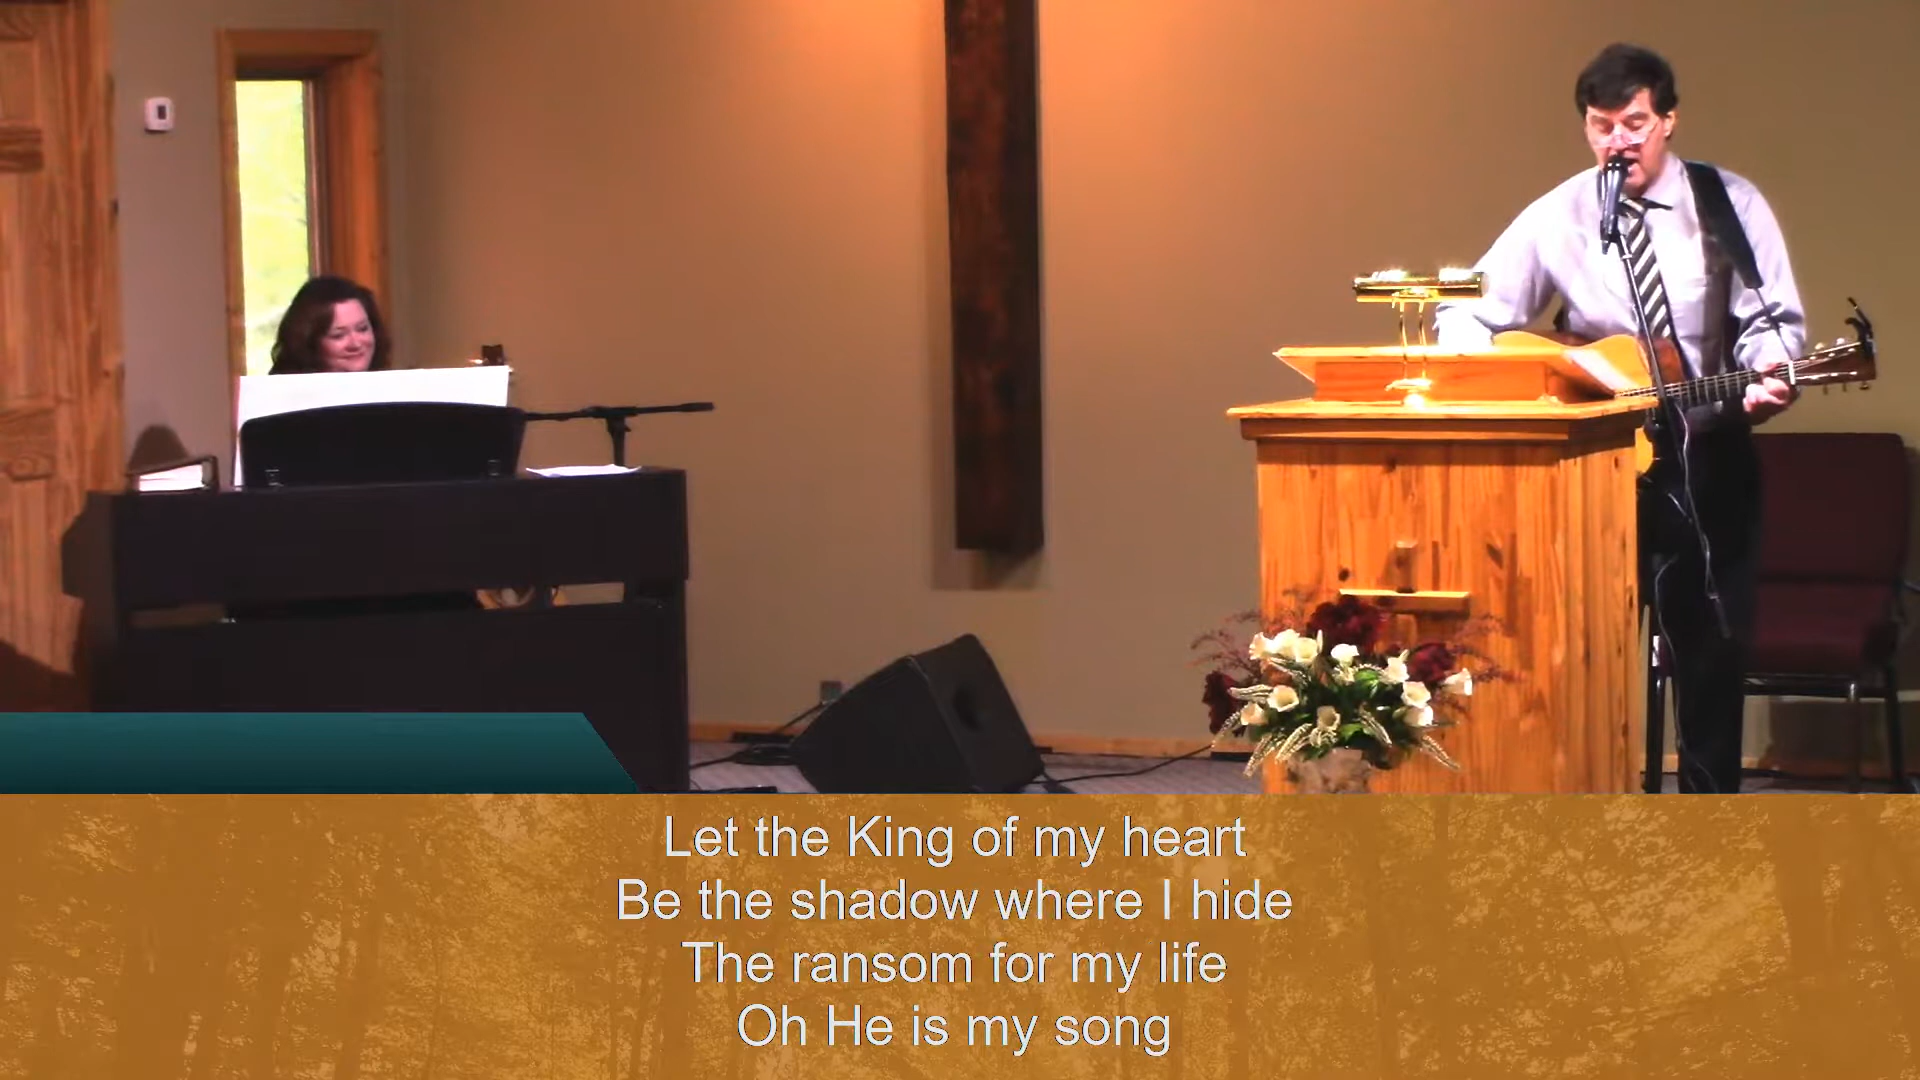 Let the King of my heart
Be the shadow where I hide
The ransom for my life
Oh He is my song